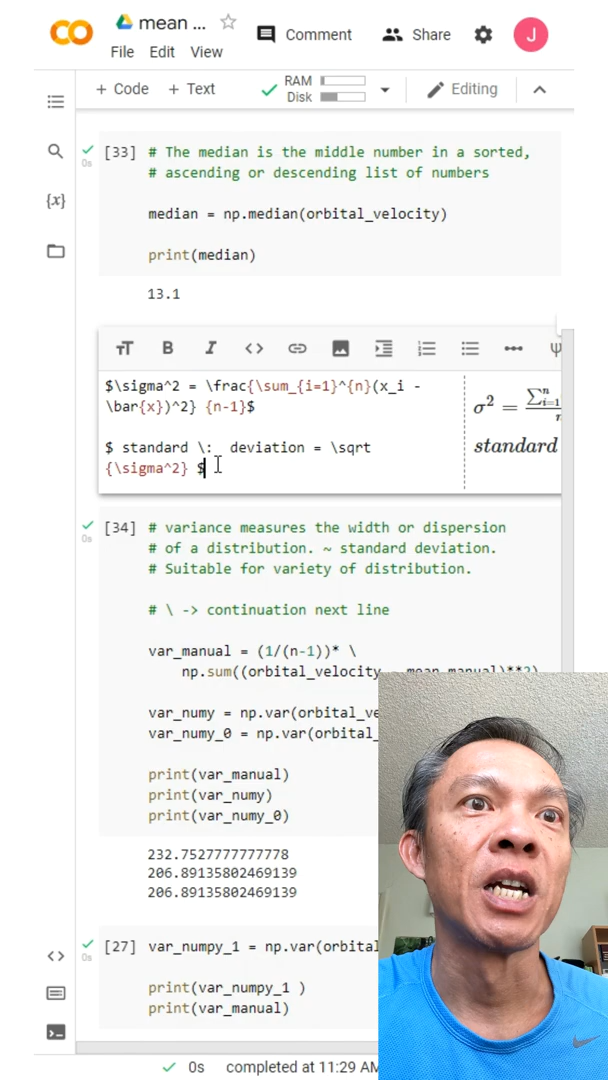 mean ...
Comment
Share
J
File Edit View
+ Code + Text
RAM
Disk
Editing
[33]
0s
# The median is the middle number in a sorted,
# ascending or descending list of numbers
{x}
median = np.median(orbital_velocity)
print(median)
13.1
$\sigma^2 = \frac{\sum_{i=1}^{n}(x_i -
\bar{x})^2} {n-1}$
$ standard \:  deviation = \sqrt
{\sigma^2} $
standard
[34]
0s
# variance measures the width or dispersion
# of a distribution. ~ standard deviation.
# Suitable for variety of distribution.
# \ -> continuation next line
var_manual = (1/(n-1))* \
np.sum((orbital_velocity - mean_manual)**2)
var_numy = np.var(orbital_ve
var_numy_0 = np.var(orbital_
print(var_manual)
print(var_numy)
print(var_numy_0)
232.7527777777778
206.89135802469139
206.89135802469139
[27]
0s
var_numpy_1 = np.var(orbital
print(var_numpy_1 )
print(var_manual)
0s completed at 11:29 AM